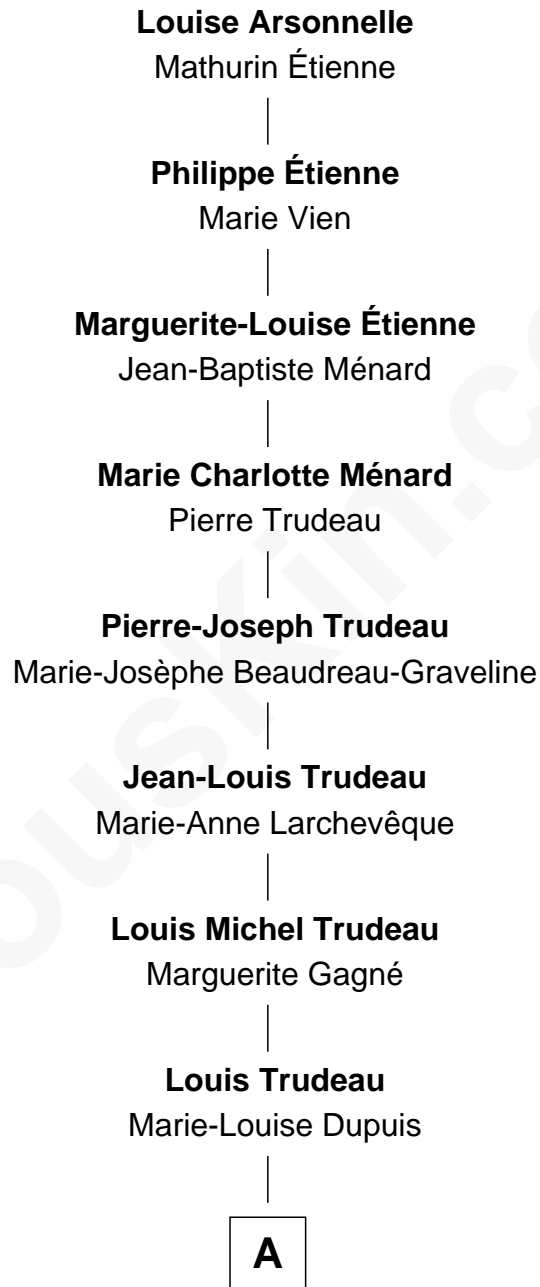 Louise Arsonnelle
Mathurin Étienne
Philippe Étienne
Marie Vien
Marguerite-Louise Étienne
Jean-Baptiste Ménard
Marie Charlotte Ménard
Pierre Trudeau
Pierre-Joseph Trudeau
Marie-Josèphe Beaudreau-Graveline
Jean-Louis Trudeau
Marie-Anne Larchevêque
Louis Michel Trudeau
Marguerite Gagné
Louis Trudeau
Marie-Louise Dupuis
A